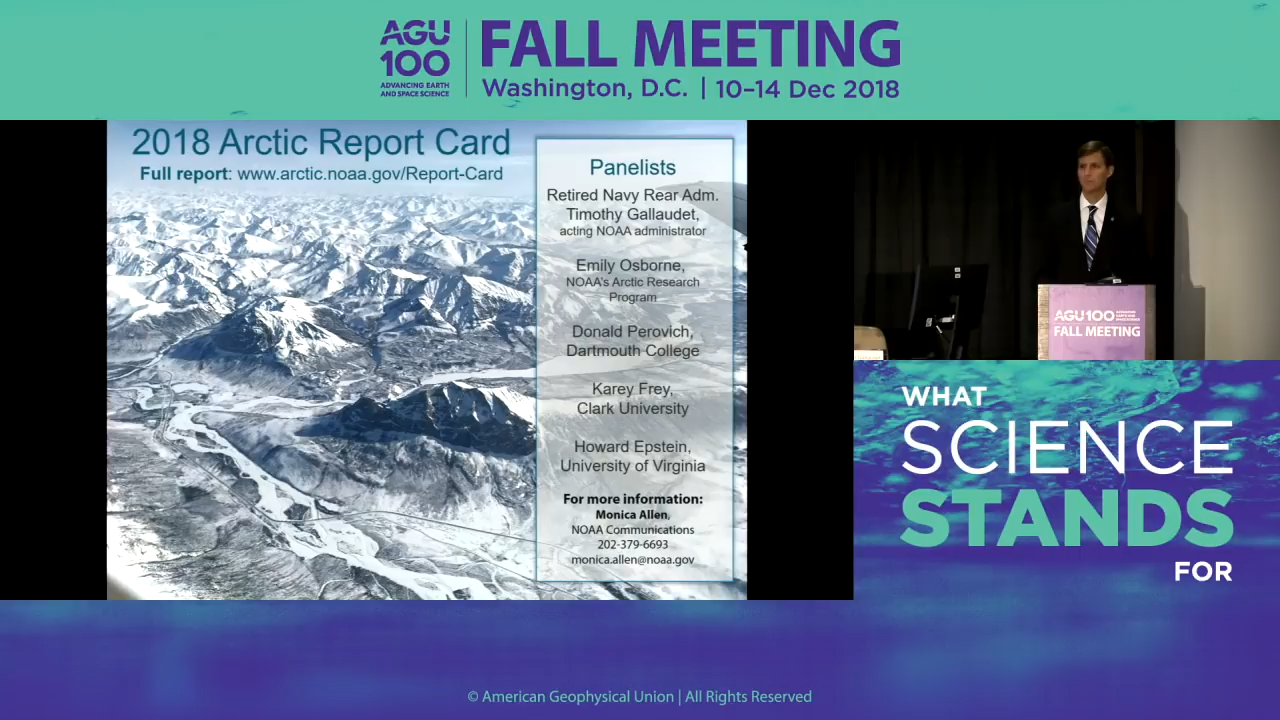 AGU
100
ADVANCING EARTH
AND SPACE SCIENCE
FALL MEETING
Washington, D.C. | 10–14 Dec 2018
2018 Arctic Report Card
Full report: www.arctic.noaa.gov/Report-Card
Panelists
Retired Navy Rear Adm.
Timothy Gallaudet,
acting NOAA administrator
Emily Osborne,
NOAA's Arctic Research
Program
Donald Perovich,
Dartmouth College
Karey Frey,
Clark University
Howard Epstein,
University of Virginia
For more information:
Monica Allen,
NOAA Communications
202-379-6693
monica.allen@noaa.gov
AGU100
FALL MEETING
WHAT
SCIENCE
STANDS
FOR
© American Geophysical Union | All Rights Reserved